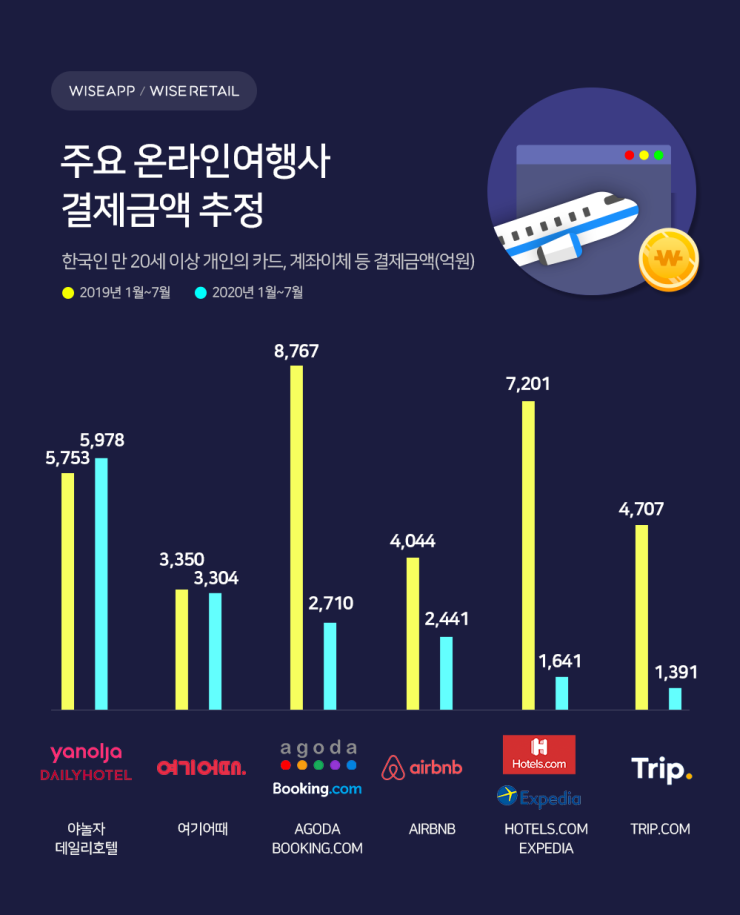 WISEAPP / WISERETAIL
주요 온라인여행사
결제금액 추정
한국인 만 20세 이상 개인의 카드, 계좌이체 등 결제금액(억원)
2019년 1월~7월 2020년 1월~7월
5,753 5,978
3,350 3,304
8,767 2,710
4,044 2,441
7,201 1,641
4,707 1,391
yanolja
DAILYHOTEL
여기어때.
agoda
Booking.com
airbnb
H
Hotels.com
Expedia
Trip.
야놀자
데일리호텔
여기어때
AGODA
BOOKING.COM
AIRBNB
HOTELS.COM
EXPEDIA
TRIP.COM